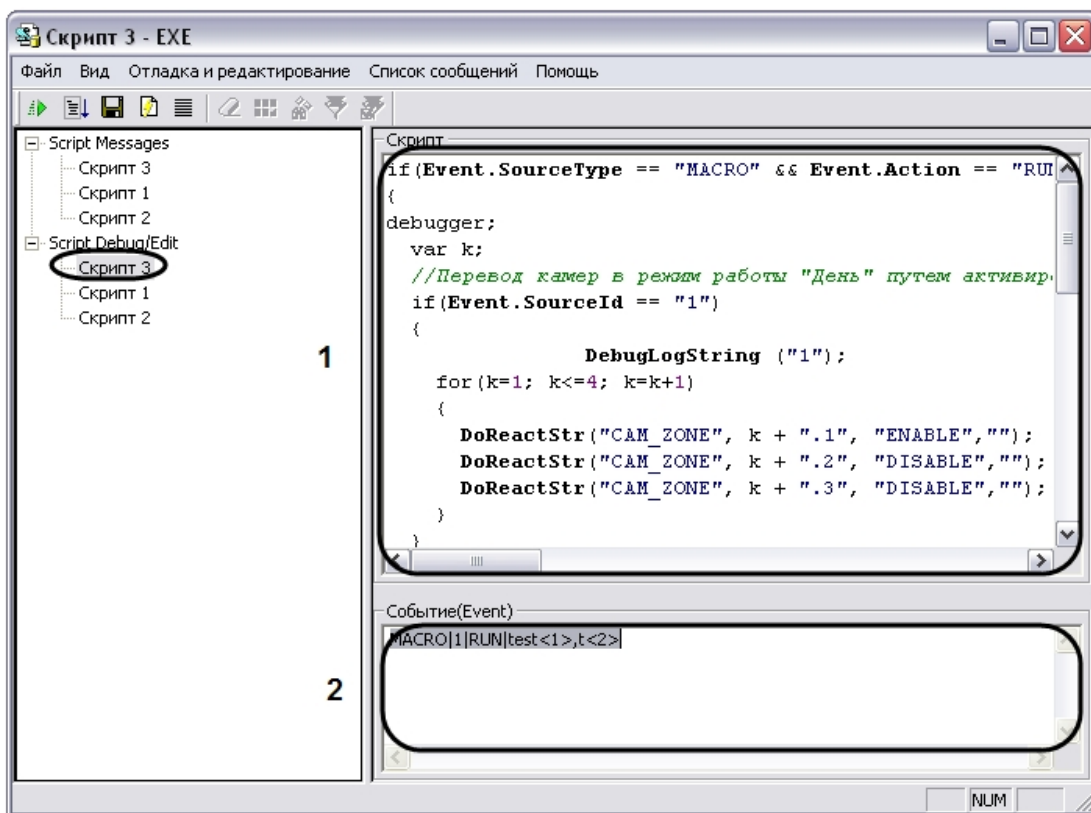 Скрипт 3 - EXE
Файл Вид Отладка и редактирование Список сообщений Помощь
Script Messages
Скрипт 3
Скрипт 1
Скрипт 2
Script Debug/Edit
Скрипт 3
Скрипт 1
Скрипт 2
1
2
Скрипт
if(Event.SourceType == "MACRO" && Event.Action == "RUI
{
debugger;
var k;
//Перевод камер в режим работы "День" путем активир
if(Event.SourceId == "1")
{
DebugLogString ("1");
for(k=1; k<=4; k=k+1)
{
DoReactStr("CAM_ZONE", k + ".1", "ENABLE","");
DoReactStr("CAM_ZONE", k + ".2", "DISABLE","");
DoReactStr("CAM_ZONE", k + ".3", "DISABLE","");
}
}
Событие(Event)
MACRO|1|RUN|test<1>,t<2>
NUM